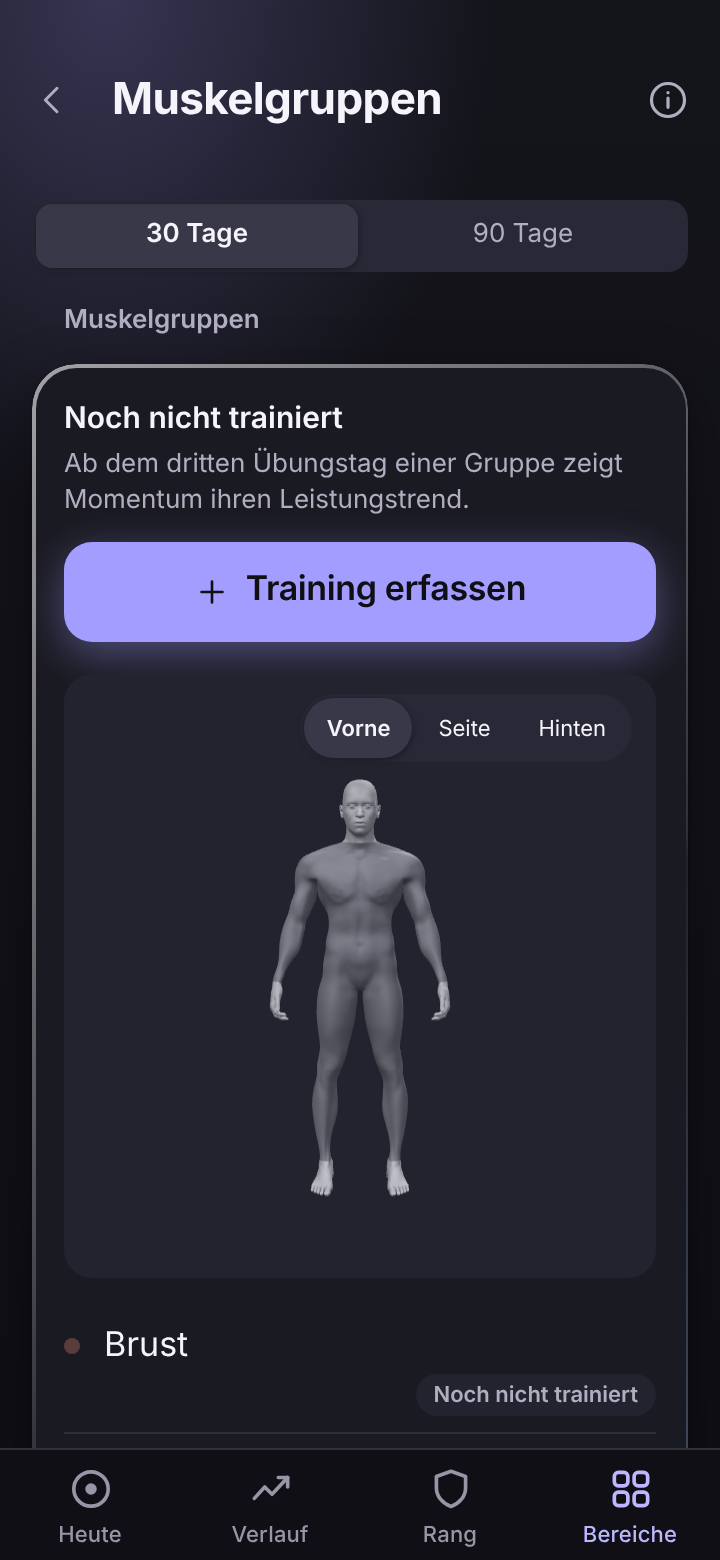 Muskelgruppen
30 Tage
90 Tage
Muskelgruppen
Noch nicht trainiert
Ab dem dritten Übungstag einer Gruppe zeigt
Momentum ihren Leistungstrend.
Training erfassen
Vorne
Seite
Hinten
Brust
Noch nicht trainiert
Heute
Verlauf
Rang
Bereiche